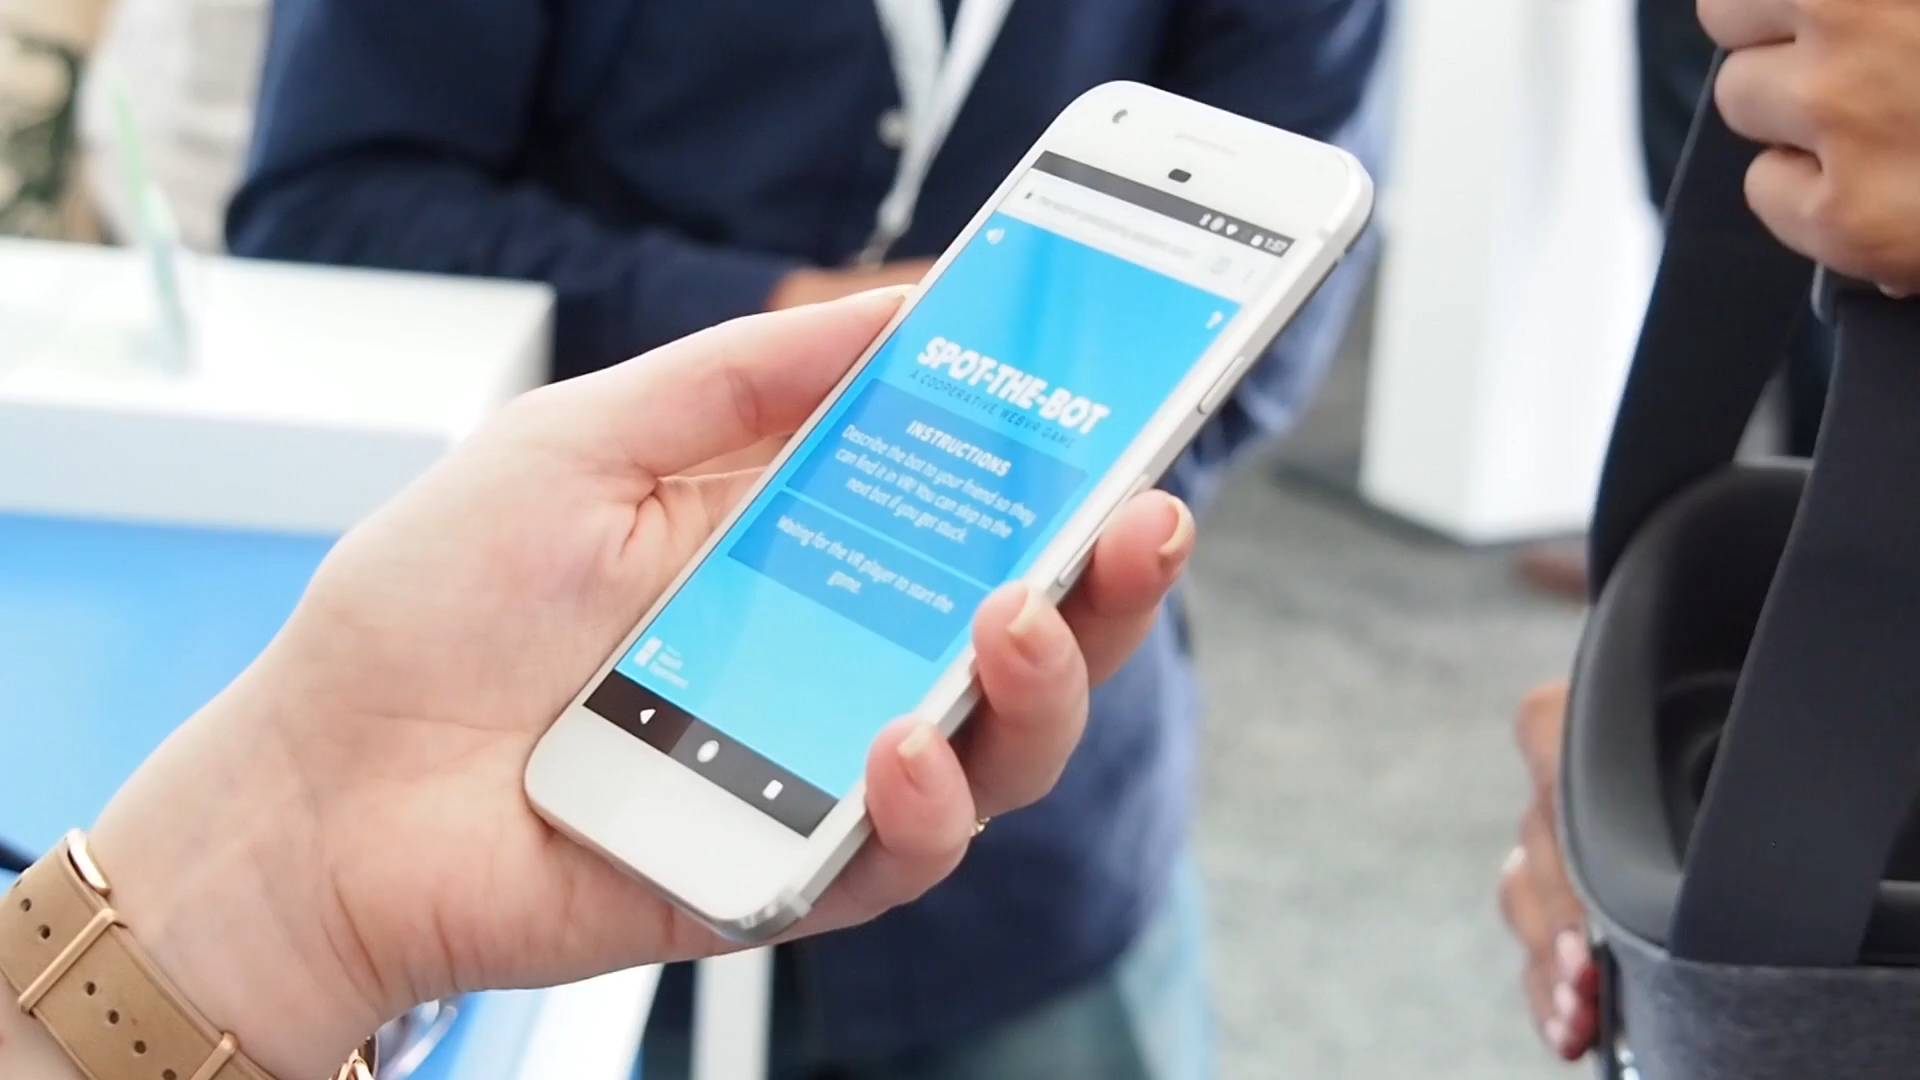 1:57
?
SPOT-THE-BOT
A COOPERATIVE WEBVR GAME
INSTRUCTIONS
Describe the bot to your friend so they
can find it in VR! You can skip to the
next bot if you get stuck.
Waiting for the VR player to start the
game.